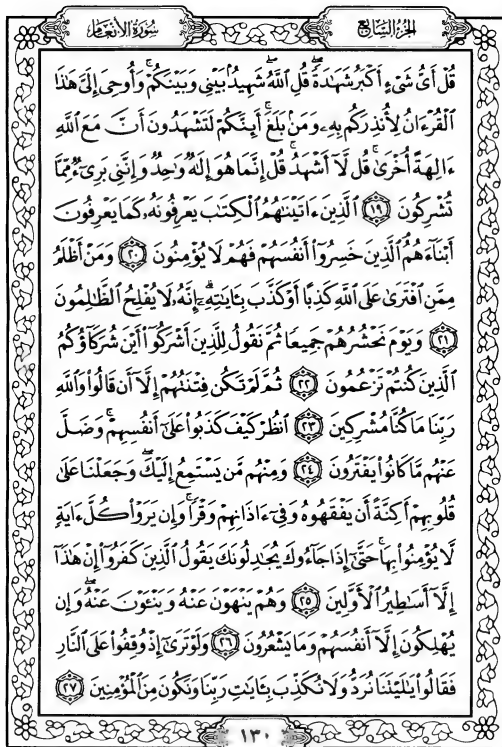 الجزء السابع
سورة الأنعام
قُلْ أَىُّ شَىْءٍ أَكْبَرُ شَهَٰدَةً ۖ قُلِ ٱللَّهُ ۖ شَهِيدٌۢ بَيْنِى وَبَيْنَكُمْ ۚ وَأُوحِىَ إِلَىَّ هَٰذَا
ٱلْقُرْءَانُ لِأُنذِرَكُم بِهِۦ وَمَنۢ بَلَغَ ۚ أَئِنَّكُمْ لَتَشْهَدُونَ أَنَّ مَعَ ٱللَّهِ
ءَالِهَةً أُخْرَىٰ ۚ قُل لَّآ أَشْهَدُ ۚ قُلْ إِنَّمَا هُوَ إِلَٰهٌ وَٰحِدٌ وَإِنَّنِى بَرِىٓءٌ مِّمَّا
تُشْرِكُونَ ١٩ ٱلَّذِينَ ءَاتَيْنَٰهُمُ ٱلْكِتَٰبَ يَعْرِفُونَهُۥ كَمَا يَعْرِفُونَ
أَبْنَآءَهُمُ ٱلَّذِينَ خَسِرُوٓا۟ أَنفُسَهُمْ فَهُمْ لَا يُؤْمِنُونَ ٢٠ وَمَنْ أَظْلَمُ
مِمَّنِ ٱفْتَرَىٰ عَلَى ٱللَّهِ كَذِبًا أَوْ كَذَّبَ بِـَٔايَٰتِهِۦٓ ۗ إِنَّهُۥ لَا يُفْلِحُ ٱلظَّٰلِمُونَ
٢١ وَيَوْمَ نَحْشُرُهُمْ جَمِيعًا ثُمَّ نَقُولُ لِلَّذِينَ أَشْرَكُوٓا۟ أَيْنَ شُرَكَآؤُكُمُ
ٱلَّذِينَ كُنتُمْ تَزْعُمُونَ ٢٢ ثُمَّ لَمْ تَكُن فِتْنَتُهُمْ إِلَّآ أَن قَالُوا۟ وَٱللَّهِ
رَبِّنَا مَا كُنَّا مُشْرِكِينَ ٢٣ ٱنظُرْ كَيْفَ كَذَبُوا۟ عَلَىٰٓ أَنفُسِهِمْ ۚ وَضَلَّ
عَنْهُم مَّا كَانُوا۟ يَفْتَرُونَ ٢٤ وَمِنْهُم مَّن يَسْتَمِعُ إِلَيْكَ ۖ وَجَعَلْنَا عَلَىٰ
قُلُوبِهِمْ أَكِنَّةً أَن يَفْقَهُوهُ وَفِىٓ ءَاذَانِهِمْ وَقْرًا ۚ وَإِن يَرَوْا۟ كُلَّ ءَايَةٍ
لَّا يُؤْمِنُوا۟ بِهَا ۚ حَتَّىٰٓ إِذَا جَآءُوكَ يُجَٰدِلُونَكَ يَقُولُ ٱلَّذِينَ كَفَرُوٓا۟ إِنْ هَٰذَآ
إِلَّآ أَسَٰطِيرُ ٱلْأَوَّلِينَ ٢٥ وَهُمْ يَنْهَوْنَ عَنْهُ وَيَنْـَٔوْنَ عَنْهُ ۖ وَإِن
يُهْلِكُونَ إِلَّآ أَنفُسَهُمْ وَمَا يَشْعُرُونَ ٢٦ وَلَوْ تَرَىٰٓ إِذْ وُقِفُوا۟ عَلَى ٱلنَّارِ
فَقَالُوا۟ يَٰلَيْتَنَا نُرَدُّ وَلَا نُكَذِّبَ بِـَٔايَٰتِ رَبِّنَا وَنَكُونَ مِنَ ٱلْمُؤْمِنِينَ ٢٧
١٣٠